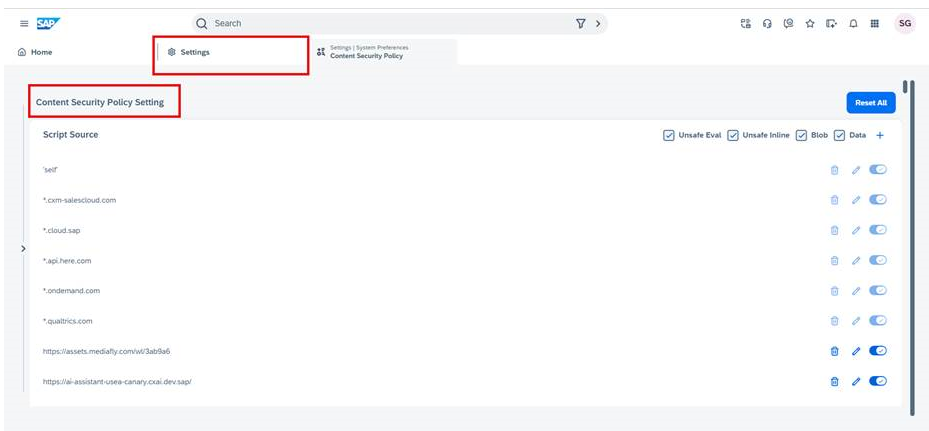 SAP
Search
SG
Home
Settings
Settings | System Preferences
Content Security Policy
Content Security Policy Setting
Reset All
Script Source
Unsafe Eval
Unsafe Inline
Blob
Data
'self'
*.cxm-salescloud.com
*.cloud.sap
*.api.here.com
*.ondemand.com
*.qualtrics.com
https://assets.mediafly.com/wl/3ab9a6
https://ai-assistant-usea-canary.cxai.dev.sap/